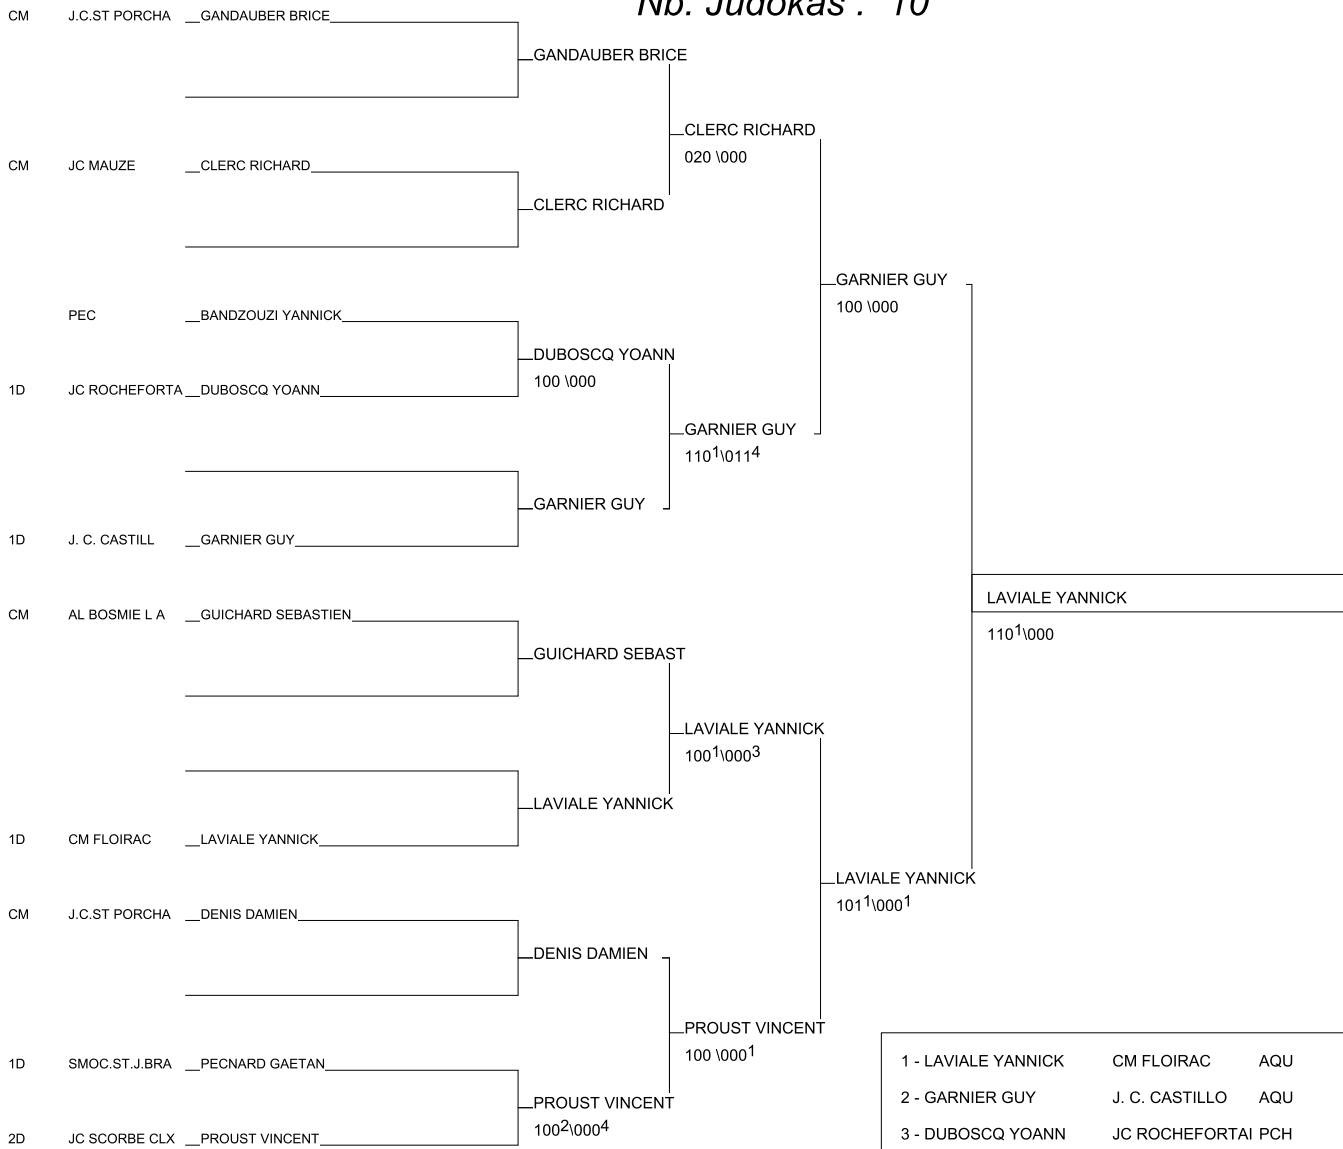 Nb. Judokas : 10
CM J.C.ST PORCHA GANDAUBER BRICE
GANDAUBER BRICE
CLERC RICHARD
020 \000
CM JC MAUZE CLERC RICHARD
CLERC RICHARD
GARNIER GUY
100 \000
PEC BANDZOUZI YANNICK
DUBOSCQ YOANN
100 \000
1D JC ROCHEFORTA DUBOSCQ YOANN
GARNIER GUY
110¹\011⁴
GARNIER GUY
1D J. C. CASTILL GARNIER GUY
LAVIALE YANNICK
110¹\000
CM AL BOSMIE L A GUICHARD SEBASTIEN
GUICHARD SEBAST
LAVIALE YANNICK
100¹\000³
LAVIALE YANNICK
1D CM FLOIRAC LAVIALE YANNICK
LAVIALE YANNICK
101¹\000¹
CM J.C.ST PORCHA DENIS DAMIEN
DENIS DAMIEN
PROUST VINCENT
100 \000¹
1D SMOC.ST.J.BRA PECNARD GAETAN
PROUST VINCENT
100²\000⁴
2D JC SCORBE CLX PROUST VINCENT
1 - LAVIALE YANNICK CM FLOIRAC AQU
2 - GARNIER GUY J. C. CASTILLO AQU
3 - DUBOSCQ YOANN JC ROCHEFORTAI PCH